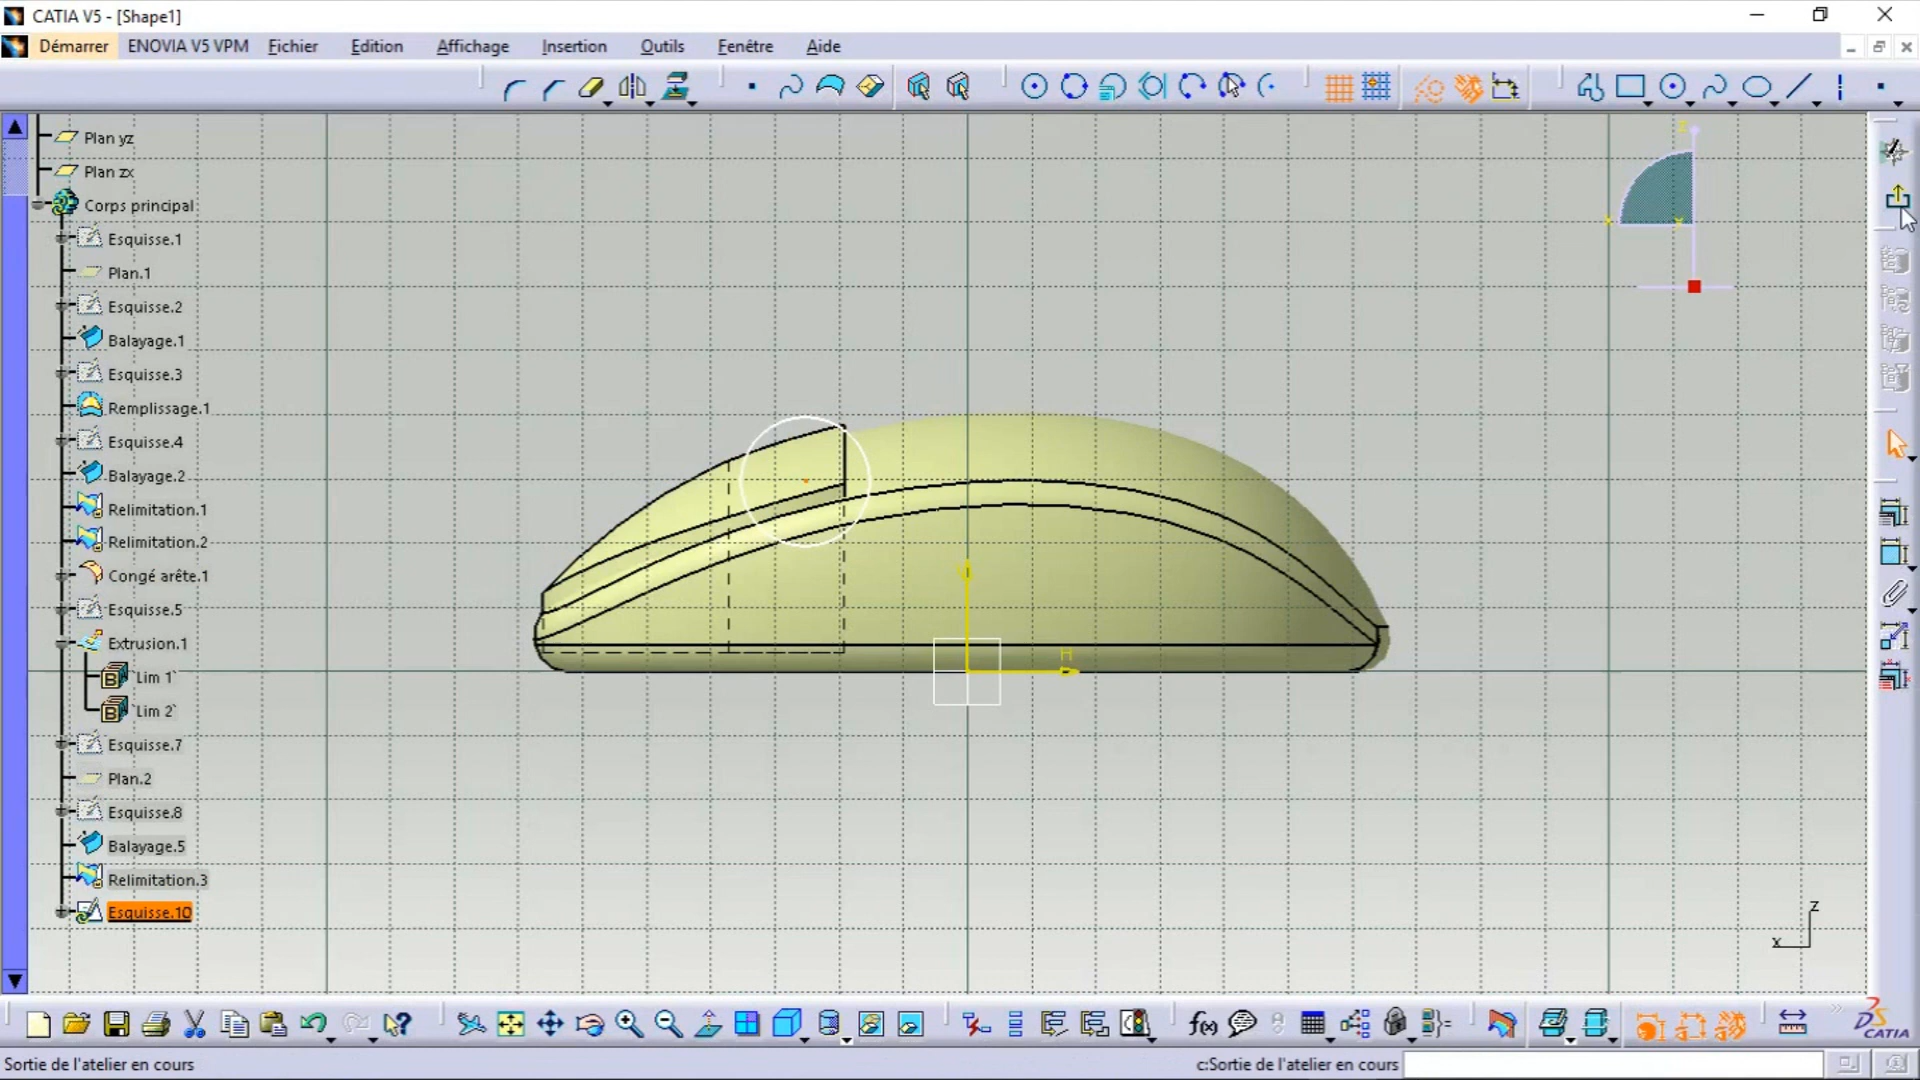 CATIA V5 - [Shape1]
Démarrer ENOVIA V5 VPM Fichier Edition Affichage Insertion Outils Fenêtre Aide
Plan yz
Plan zx
Corps principal
Esquisse.1
Plan.1
Esquisse.2
Balayage.1
Esquisse.3
Remplissage.1
Esquisse.4
Balayage.2
Relimitation.1
Relimitation.2
Congé arête.1
Esquisse.5
Extrusion.1
`Lim 1`
`Lim 2`
Esquisse.7
Plan.2
Esquisse.8
Balayage.5
Relimitation.3
Esquisse.10
z
x
V
H
z
x
f(x)
CATIA
Sortie de l'atelier en cours
c:Sortie de l'atelier en cours